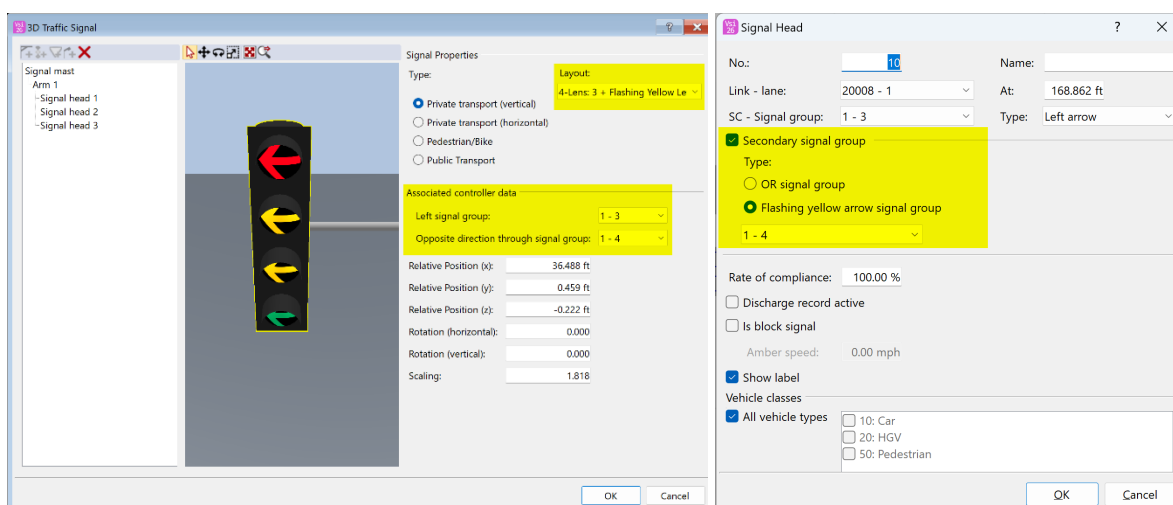 3D Traffic Signal
Signal mast
Arm 1
Signal head 1
Signal head 2
Signal head 3
Signal Properties
Type:
Private transport (vertical)
Private transport (horizontal)
Pedestrian/Bike
Public Transport
Layout:
4-Lens: 3 + Flashing Yellow Le
Associated controller data
Left signal group: 1 - 3
Opposite direction through signal group: 1 - 4
Relative Position (x): 36.488 ft
Relative Position (y): 0.459 ft
Relative Position (z): -0.222 ft
Rotation (horizontal): 0.000
Rotation (vertical): 0.000
Scaling: 1.818
OK Cancel
Signal Head
No.: 10 Name:
Link - lane: 20008 - 1 At: 168.862 ft
SC - Signal group: 1 - 3 Type: Left arrow
Secondary signal group
Type:
OR signal group
Flashing yellow arrow signal group
1 - 4
Rate of compliance: 100.00 %
Discharge record active
Is block signal
Amber speed: 0.00 mph
Show label
Vehicle classes
All vehicle types
10: Car
20: HGV
50: Pedestrian
OK Cancel